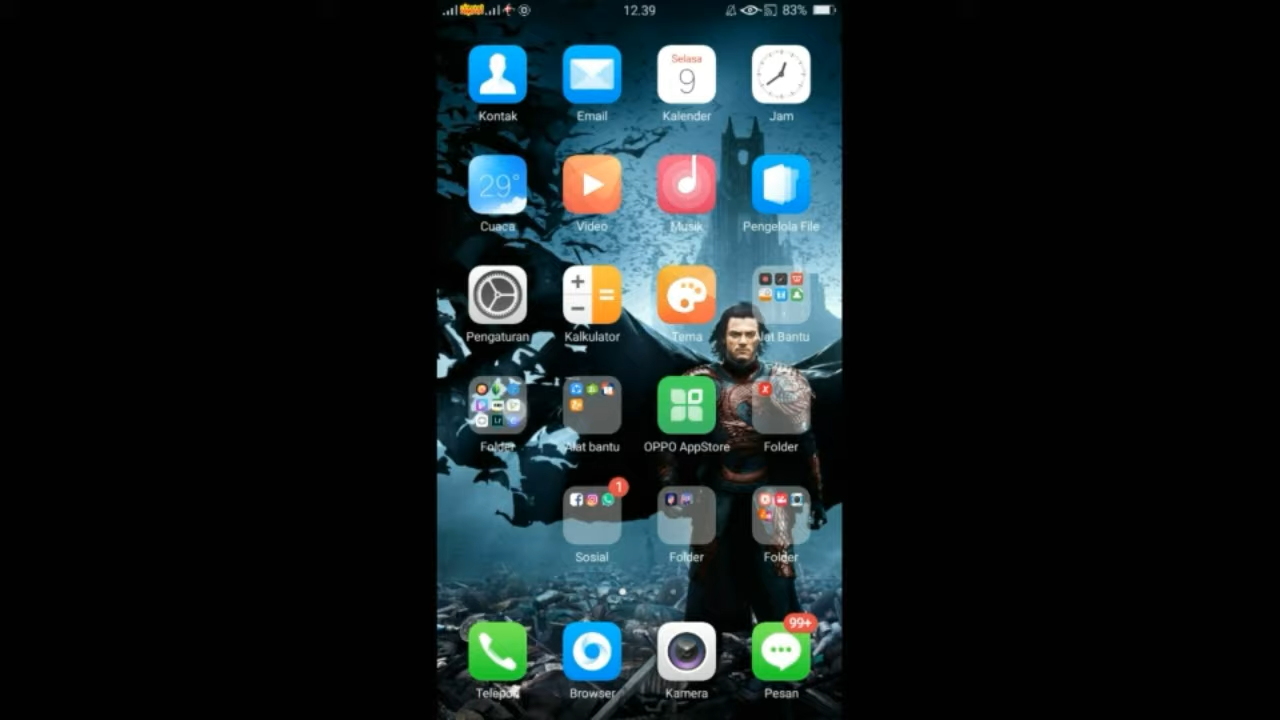 12.39 83%
Selasa
9
Kontak Email Kalender Jam
29°
Cuaca Video Musik Pengelola File
Pengaturan Kalkulator Tema Alat Bantu
Folder Alat bantu OPPO AppStore Folder
1
Sosial Folder Folder
99+
Telepon Browser Kamera Pesan